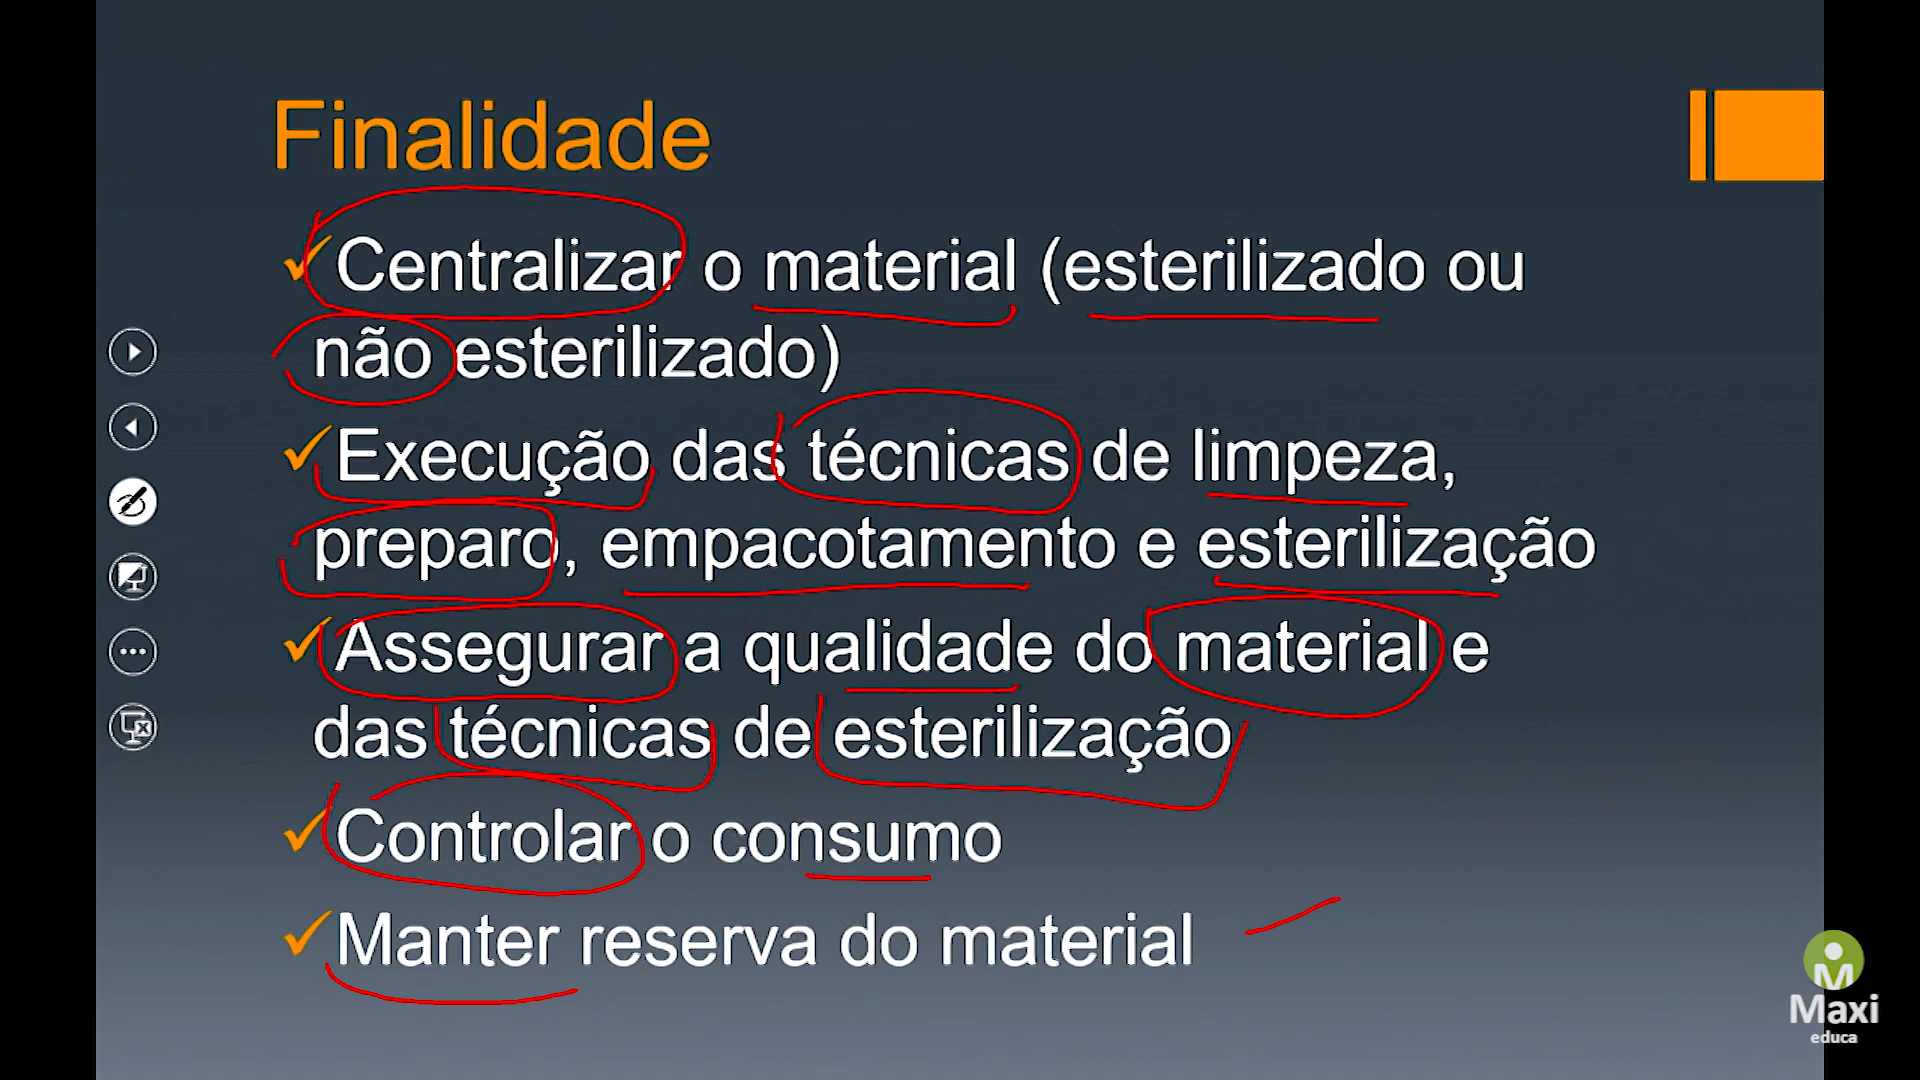 Finalidade
Centralizar o material (esterilizado ou
não esterilizado)
Execução das técnicas de limpeza,
preparo, empacotamento e esterilização
Assegurar a qualidade do material e
das técnicas de esterilização
Controlar o consumo
Manter reserva do material
M
Maxi
educa